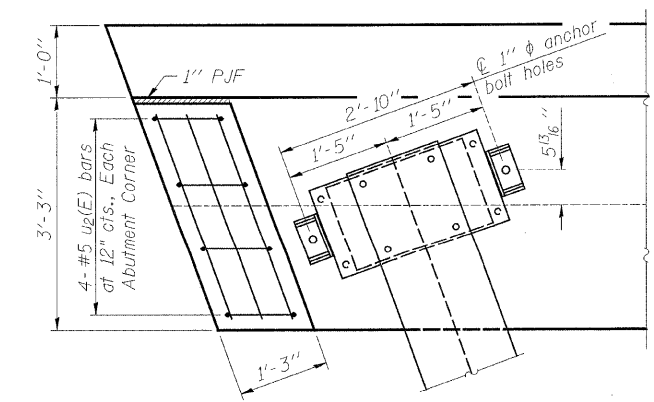 1'-0"
3'-3"
1" PJF
4-#5 u2(E) bars
at 12" cts., Each
Abutment Corner
1'-3"
2'-10"
1'-5"
1'-5"
℄ 1" ϕ anchor
bolt holes
5 13/16 "